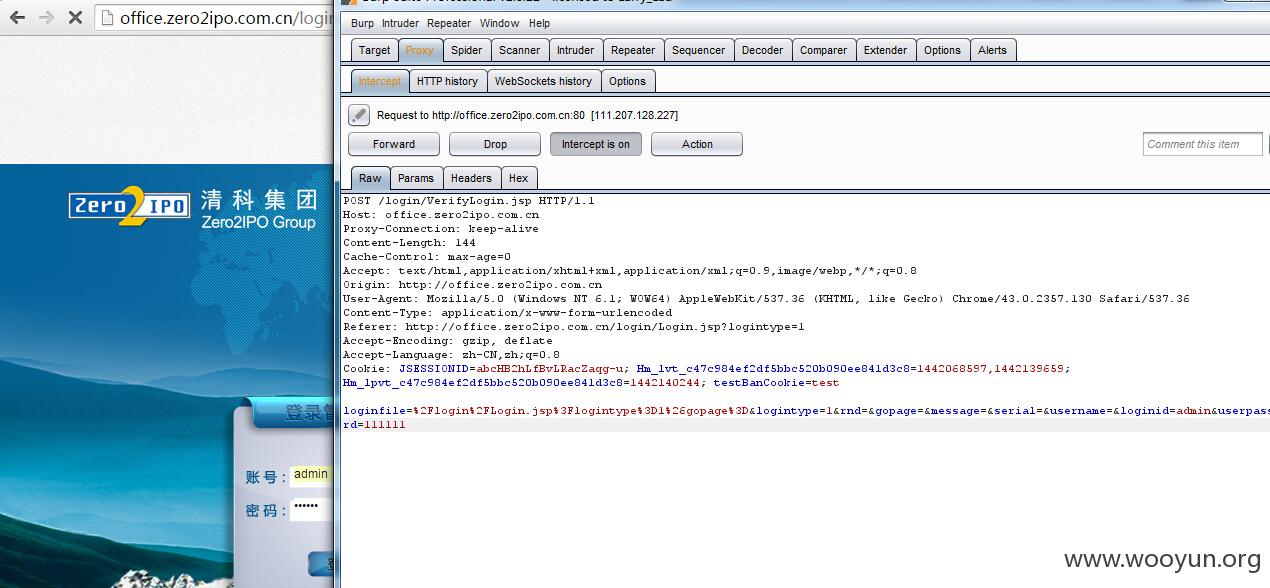 office.zero2ipo.com.cn/login
Burp Intruder Repeater Window Help
Target Proxy Spider Scanner Intruder Repeater Sequencer Decoder Comparer Extender Options Alerts
Intercept HTTP history WebSockets history Options
Request to http://office.zero2ipo.com.cn:80 [111.207.128.227]
Forward Drop Intercept is on Action Comment this item
Raw Params Headers Hex
POST /login/VerifyLogin.jsp HTTP/1.1
Host: office.zero2ipo.com.cn
Proxy-Connection: keep-alive
Content-Length: 144
Cache-Control: max-age=0
Accept: text/html,application/xhtml+xml,application/xml;q=0.9,image/webp,*/*;q=0.8
Origin: http://office.zero2ipo.com.cn
User-Agent: Mozilla/5.0 (Windows NT 6.1; WOW64) AppleWebKit/537.36 (KHTML, like Gecko) Chrome/43.0.2357.130 Safari/537.36
Content-Type: application/x-www-form-urlencoded
Referer: http://office.zero2ipo.com.cn/login/Login.jsp?logintype=1
Accept-Encoding: gzip, deflate
Accept-Language: zh-CN,zh;q=0.8
Cookie: JSESSIONID=abcHB2hLfBvLRacZaqg-u; Hm_lvt_c47c984ef2df5bbc520b090ee841d3c8=1442068597,1442139659;
Hm_lpvt_c47c984ef2df5bbc520b090ee841d3c8=1442140244; testBanCookie=test
loginfile=%2Flogin%2FLogin.jsp%3Flogintype%3D1%26gopage%3D&logintype=1&rnd=&gopage=&message=&serial=&username=&loginid=admin&userpas
rd=111111
Zero2IPO 清科集团
Zero2IPO Group
登录
账号: admin
密码: ••••••
www.wooyun.org